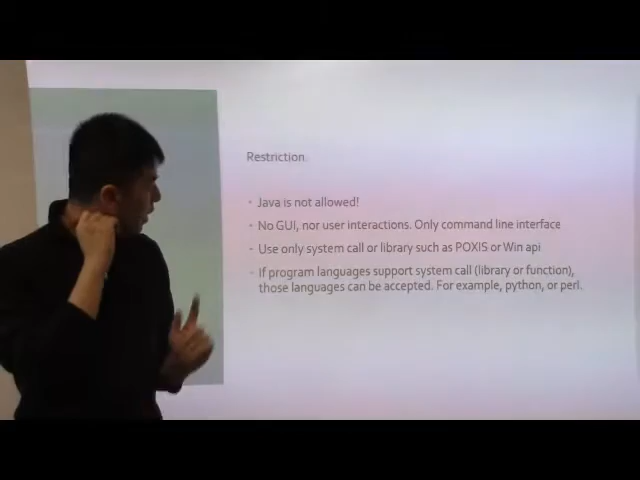 Restriction.
- Java is not allowed!
- No GUI, nor user interactions. Only command line interface
- Use only system call or library such as POXIS or Win api
- If program languages support system call (library or function),
those languages can be accepted. For example, python, or perl.